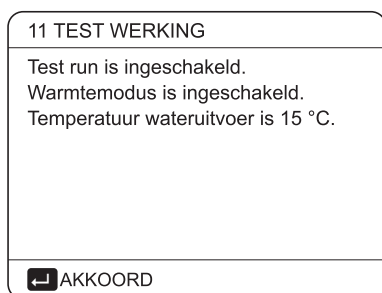 11 TEST WERKING
Test run is ingeschakeld.
Warmtemodus is ingeschakeld.
Temperatuur wateruitvoer is 15 °C.
AKKOORD